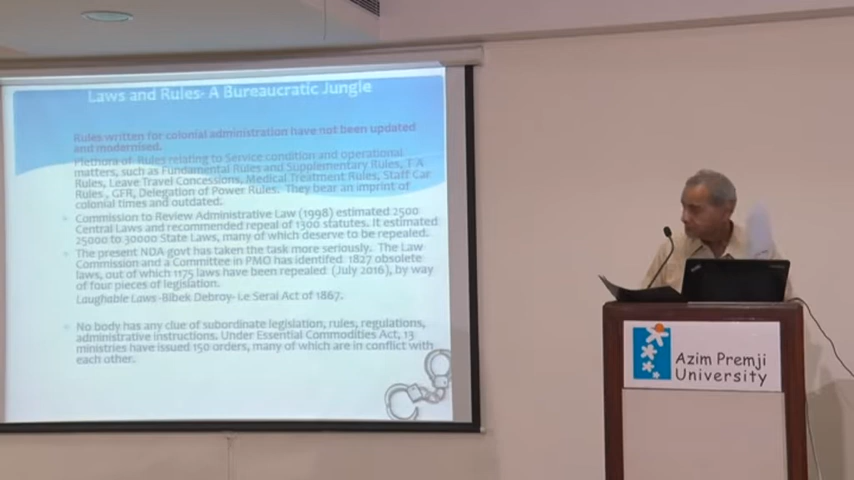 Laws and Rules- A Bureaucratic Jungle
Rules written for colonial administration have not been updated
and modernised.
Plethora of Rules relating to Service condition and operational
matters, such as Fundamental Rules and Supplementary Rules, T A
Rules, Leave Travel Concessions, Medical Treatment Rules, Staff Car
Rules , GFR, Delegation of Power Rules. They bear an imprint of
colonial times and outdated.
Commission to Review Administrative Law (1998) estimated 2500
Central Laws and recommended repeal of 1300 statutes. It estimated
25000 to 30000 State Laws, many of which deserve to be repealed.
The present NDA govt has taken the task more seriously. The Law
Commission and a Committee in PMO has identifed 1827 obsolete
laws, out of which 1175 laws have been repealed (July 2016), by way
of four pieces of legislation.
Laughable Laws -Bibek Debroy- i.e Serai Act of 1867.
No body has any clue of subordinate legislation, rules, regulations,
administrative instructions. Under Essential Commodities Act, 13
ministries have issued 150 orders, many of which are in conflict with
each other.
Azim Premji
University